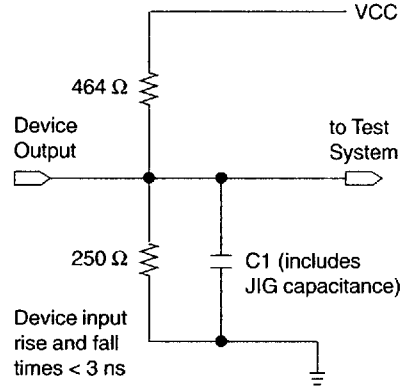 VCC
464 Ω
Device
Output
to Test
System
250 Ω
C1 (includes
JIG capacitance)
Device input
rise and fall
times < 3 ns